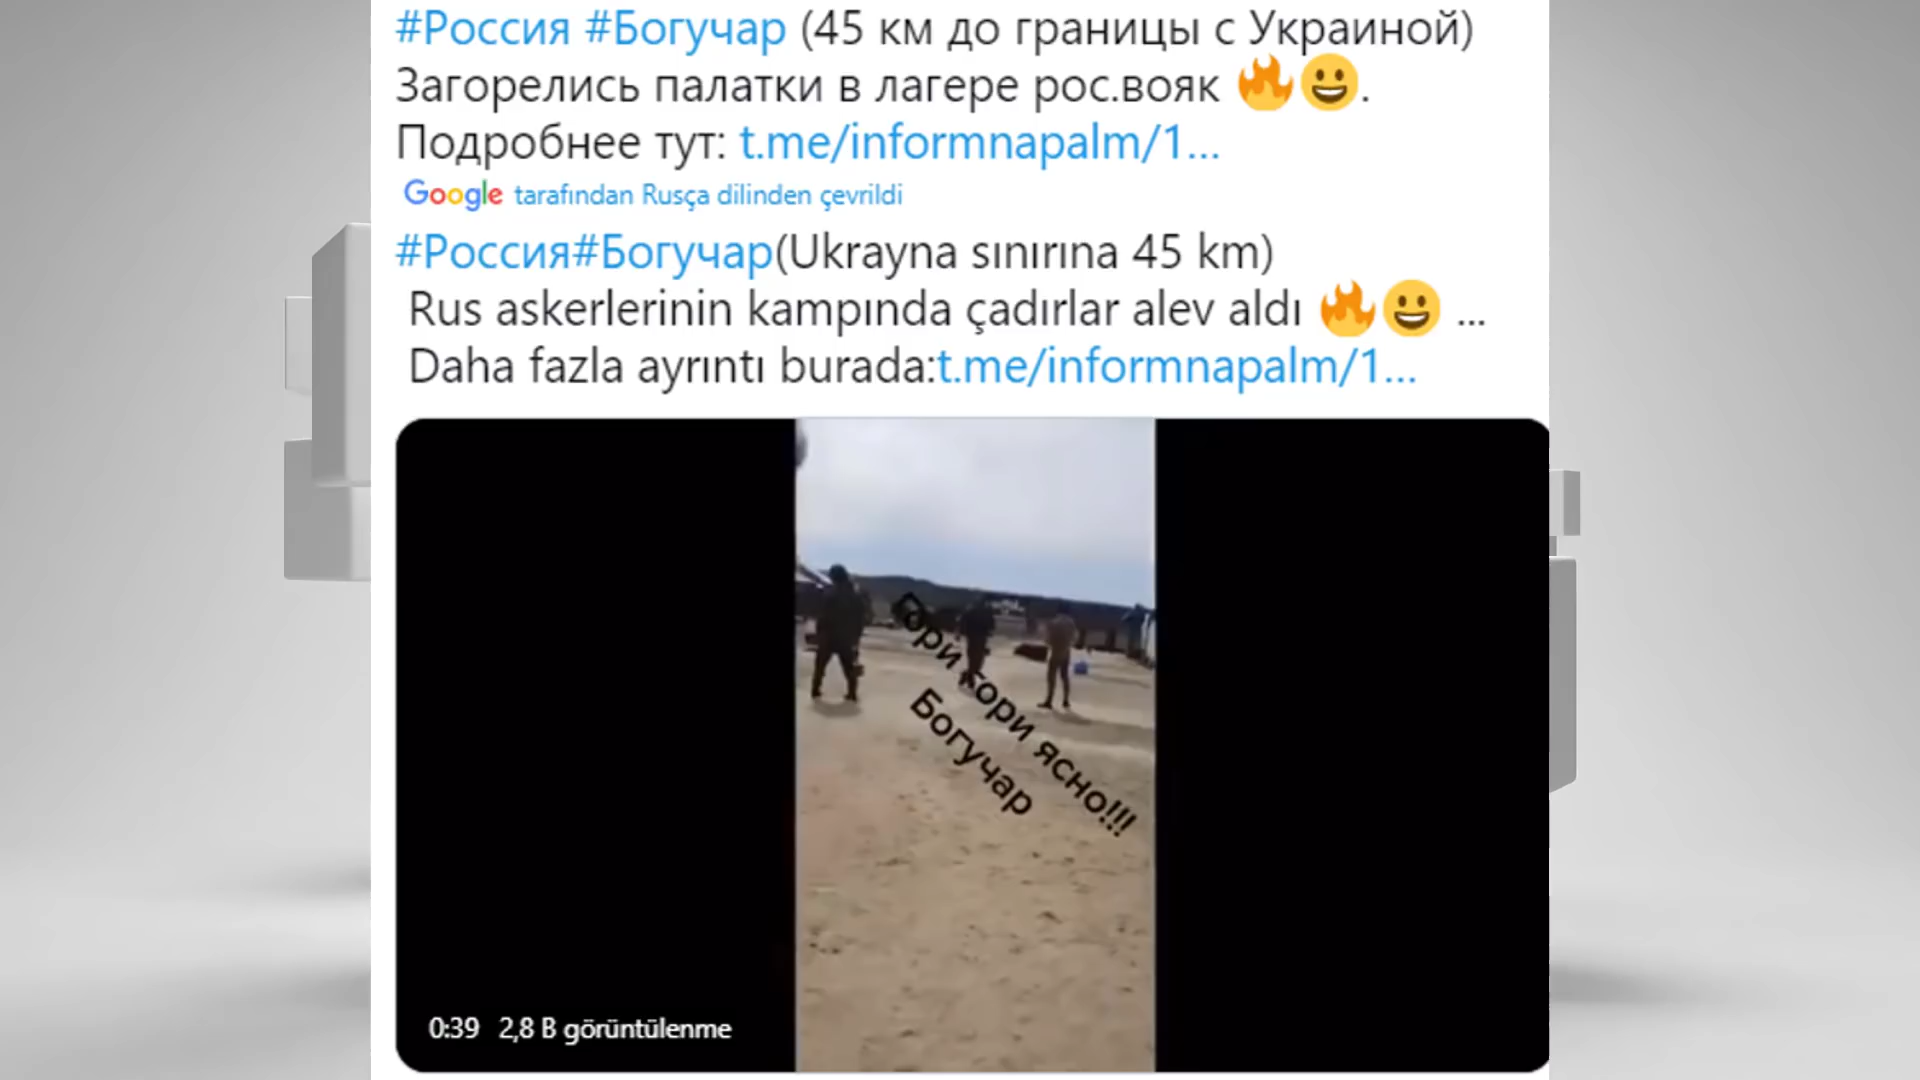 #Россия #Богучар (45 км до границы с Украиной)
Загорелись палатки в лагере рос.вояк 🔥😀.
Подробнее тут: t.me/informnapalm/1...
Google tarafından Rusça dilinden çevrildi
#Россия#Богучар(Ukrayna sınırına 45 km)
Rus askerlerinin kampında çadırlar alev aldı 🔥😀 ...
Daha fazla ayrıntı burada:t.me/informnapalm/1...
Гори гори ясно!!!
Богучар
0:39 2,8 B görüntülenme